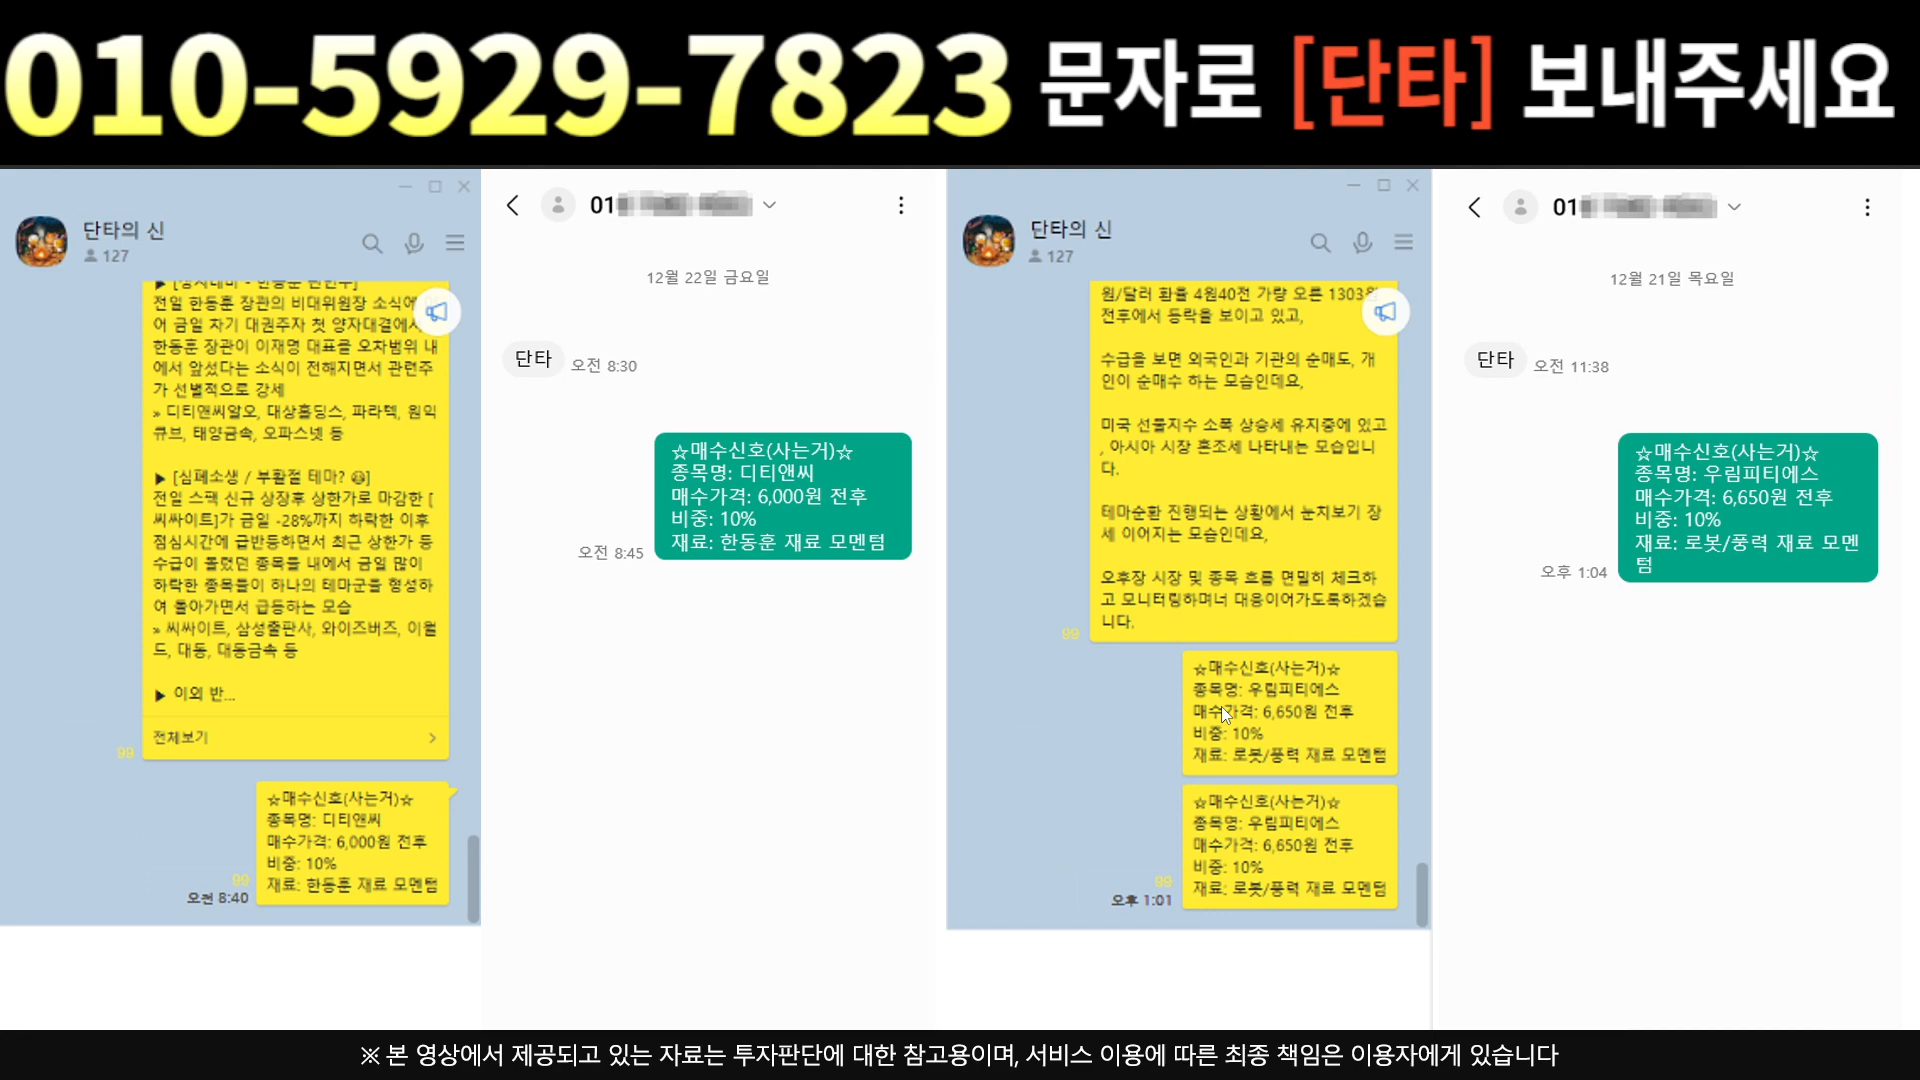 010-5929-7823 문자로 [단타] 보내주세요
단타의 신
127
전일 한동훈 장관의 비대위원장 소식에
어 금일 차기 대권주자 첫 양자대결에서
한동훈 장관이 이재명 대표를 오차범위 내
에서 앞섰다는 소식이 전해지면서 관련주
가 선별적으로 강세
» 디티앤씨알오, 대상홀딩스, 파라텍, 원익
큐브, 태양금속, 오파스넷 등
▶ [심폐소생 / 부활절 테마? 😆]
전일 스팩 신규 상장후 상한가로 마감한 [
씨싸이트]가 금일 -28%까지 하락한 이후
점심시간에 급반등하면서 최근 상한가 등
수급이 몰렸던 종목들 내에서 금일 많이
하락한 종목들이 하나의 테마군을 형성하
여 돌아가면서 급등하는 모습
» 씨싸이트, 삼성출판사, 와이즈버즈, 이월
드, 대동, 대동금속 등
▶ 이외 반...
전체보기
99
☆매수신호(사는거)☆
종목명: 디티앤씨
매수가격: 6,000원 전후
비중: 10%
재료: 한동훈 재료 모멘텀
99
오전 8:40
01
12월 22일 금요일
단타 오전 8:30
☆매수신호(사는거)☆
종목명: 디티앤씨
매수가격: 6,000원 전후
비중: 10%
재료: 한동훈 재료 모멘텀
오전 8:45
단타의 신
127
원/달러 환율 4원40전 가량 오른 1303원
전후에서 등락을 보이고 있고,
수급을 보면 외국인과 기관의 순매도, 개
인이 순매수 하는 모습인데요,
미국 선물지수 소폭 상승세 유지중에 있고
, 아시아 시장 혼조세 나타내는 모습입니
다.
테마순환 진행되는 상황에서 눈치보기 장
세 이어지는 모습인데요,
오후장 시장 및 종목 흐름 면밀히 체크하
고 모니터링하며너 대응이어가도록하겠습
니다.
99
☆매수신호(사는거)☆
종목명: 우림피티에스
매수가격: 6,650원 전후
비중: 10%
재료: 로봇/풍력 재료 모멘텀
☆매수신호(사는거)☆
종목명: 우림피티에스
매수가격: 6,650원 전후
비중: 10%
재료: 로봇/풍력 재료 모멘텀
99
오후 1:01
01
12월 21일 목요일
단타 오전 11:38
☆매수신호(사는거)☆
종목명: 우림피티에스
매수가격: 6,650원 전후
비중: 10%
재료: 로봇/풍력 재료 모멘
텀
오후 1:04
※ 본 영상에서 제공되고 있는 자료는 투자판단에 대한 참고용이며, 서비스 이용에 따른 최종 책임은 이용자에게 있습니다